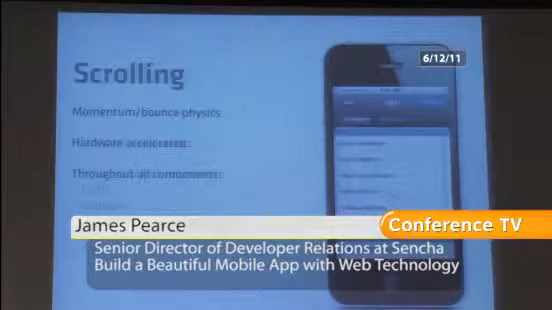 6/12/11
Scrolling
Momentum/bounce physics
Hardware accelerated:
Throughout all components:
James Pearce
Conference TV
Senior Director of Developer Relations at Sencha
Build a Beautiful Mobile App with Web Technology